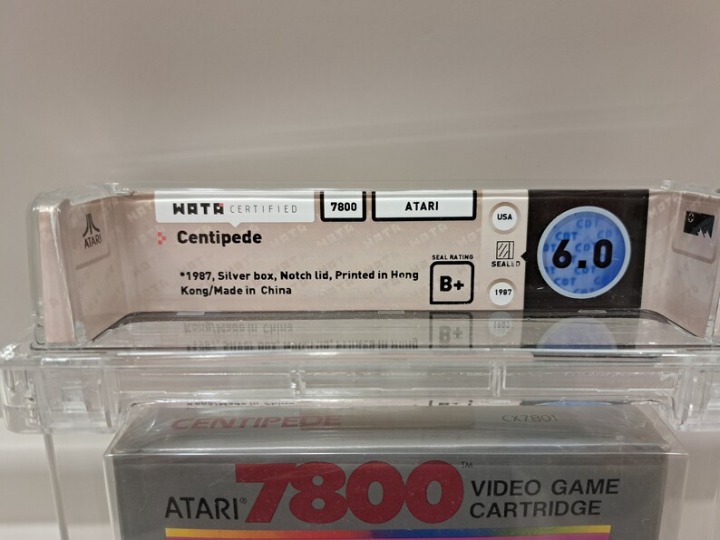 WATA CERTIFIED
7800
ATARI
USA
ATARI
Centipede
SEAL RATING
SEALED
6.0
*1987, Silver box, Notch lid, Printed in Hong
Kong/Made in China
B+
1987
CENTIPEDE
CX7801
ATARI® 7800™ VIDEO GAME
CARTRIDGE